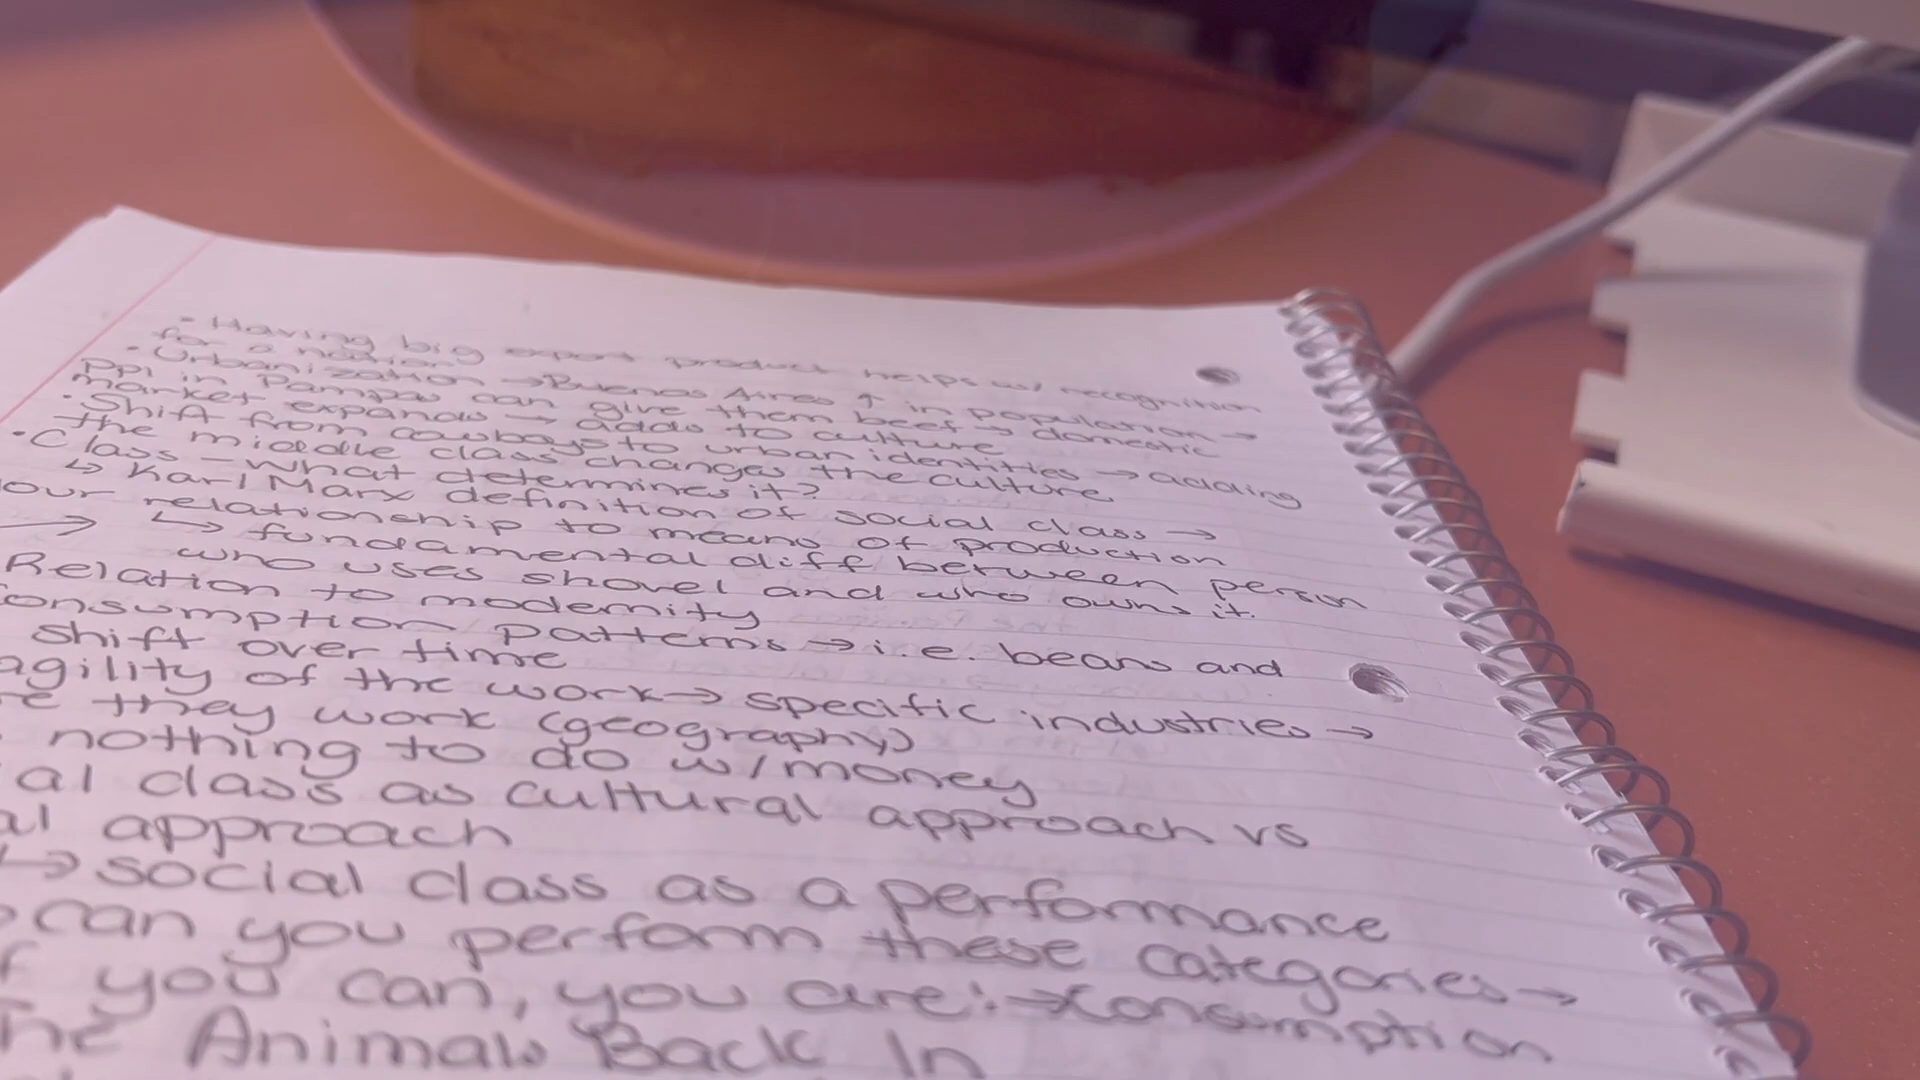 • Having big export product helps w/ recognition
for a nation
• Urbanization → Buenos Aires ↑ in population →
ppl in Pampa can give them beef → domestic
market expands → adds to culture
• Shift from cowboys to urban identities → adding
the middle class changes the culture
• Class - what determines it?
↳ Karl Marx definition of social class →
our relationship to means of production
→ ↳ fundamental diff between person
who uses shovel and who owns it.
Relation to modernity
consumption patterns → i.e. beans and
shift over time
agility of the work → specific industries →
re they work (geography)
nothing to do w/ money
al class as cultural approach vs
al approach
↳ social class as a performance
can you perform these categories →
f you can, you are! → consumption
The Animals Back In